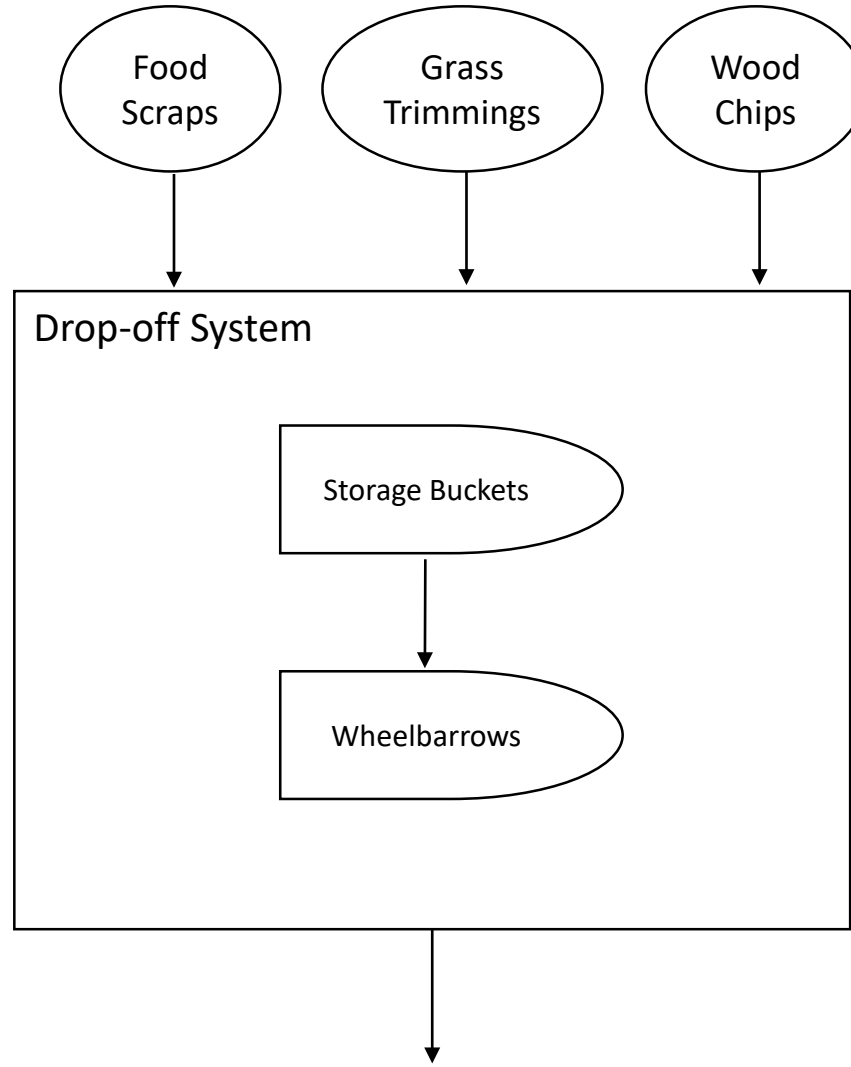 Food
Scraps
Grass
Trimmings
Wood
Chips
Drop-off System
Storage Buckets
Wheelbarrows